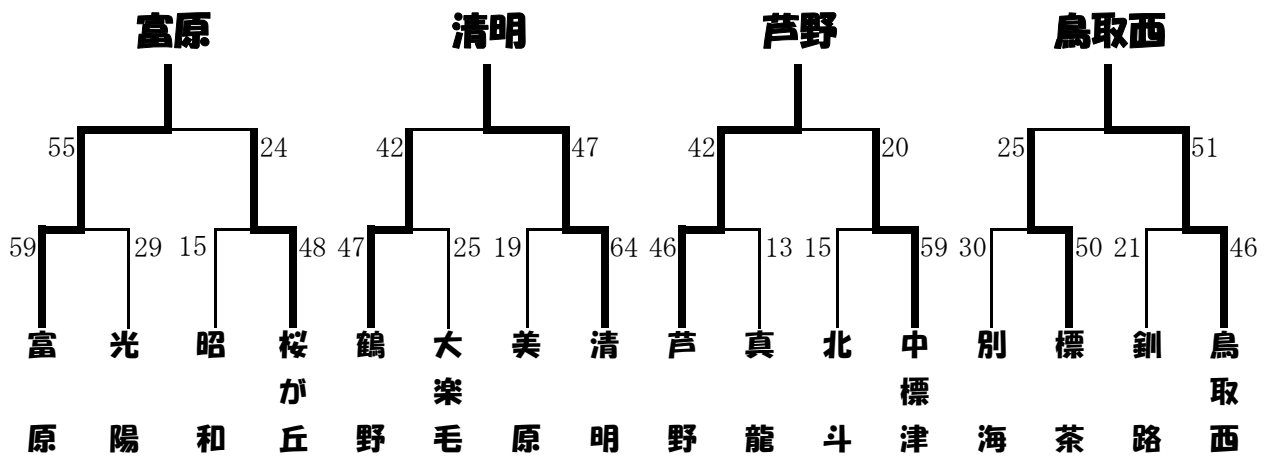 富原 清明 芦野 鳥取西
55 24 42 47 42 20 25 51
59 29 15 48 47 25 19 64 46 13 15 59 30 50 21 46
富原 光陽 昭和 桜が丘 鶴野 大楽毛 美原 清明 芦野 真龍 北斗 中標津 別海 標茶 釧路 鳥取西